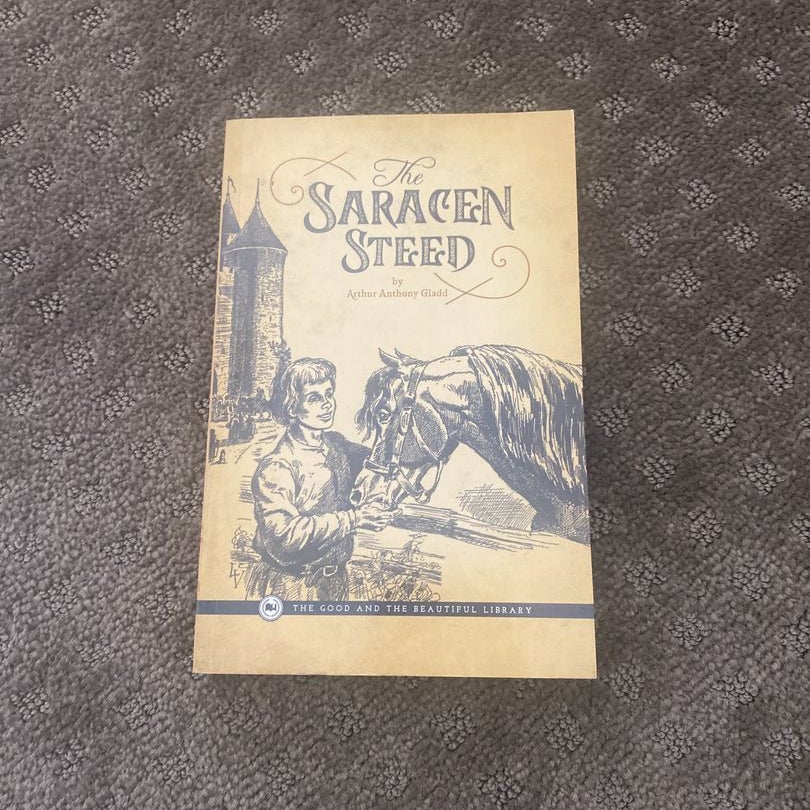 The
SARACEN
STEED
by
Arthur Anthony Gladd
THE GOOD AND THE BEAUTIFUL LIBRARY